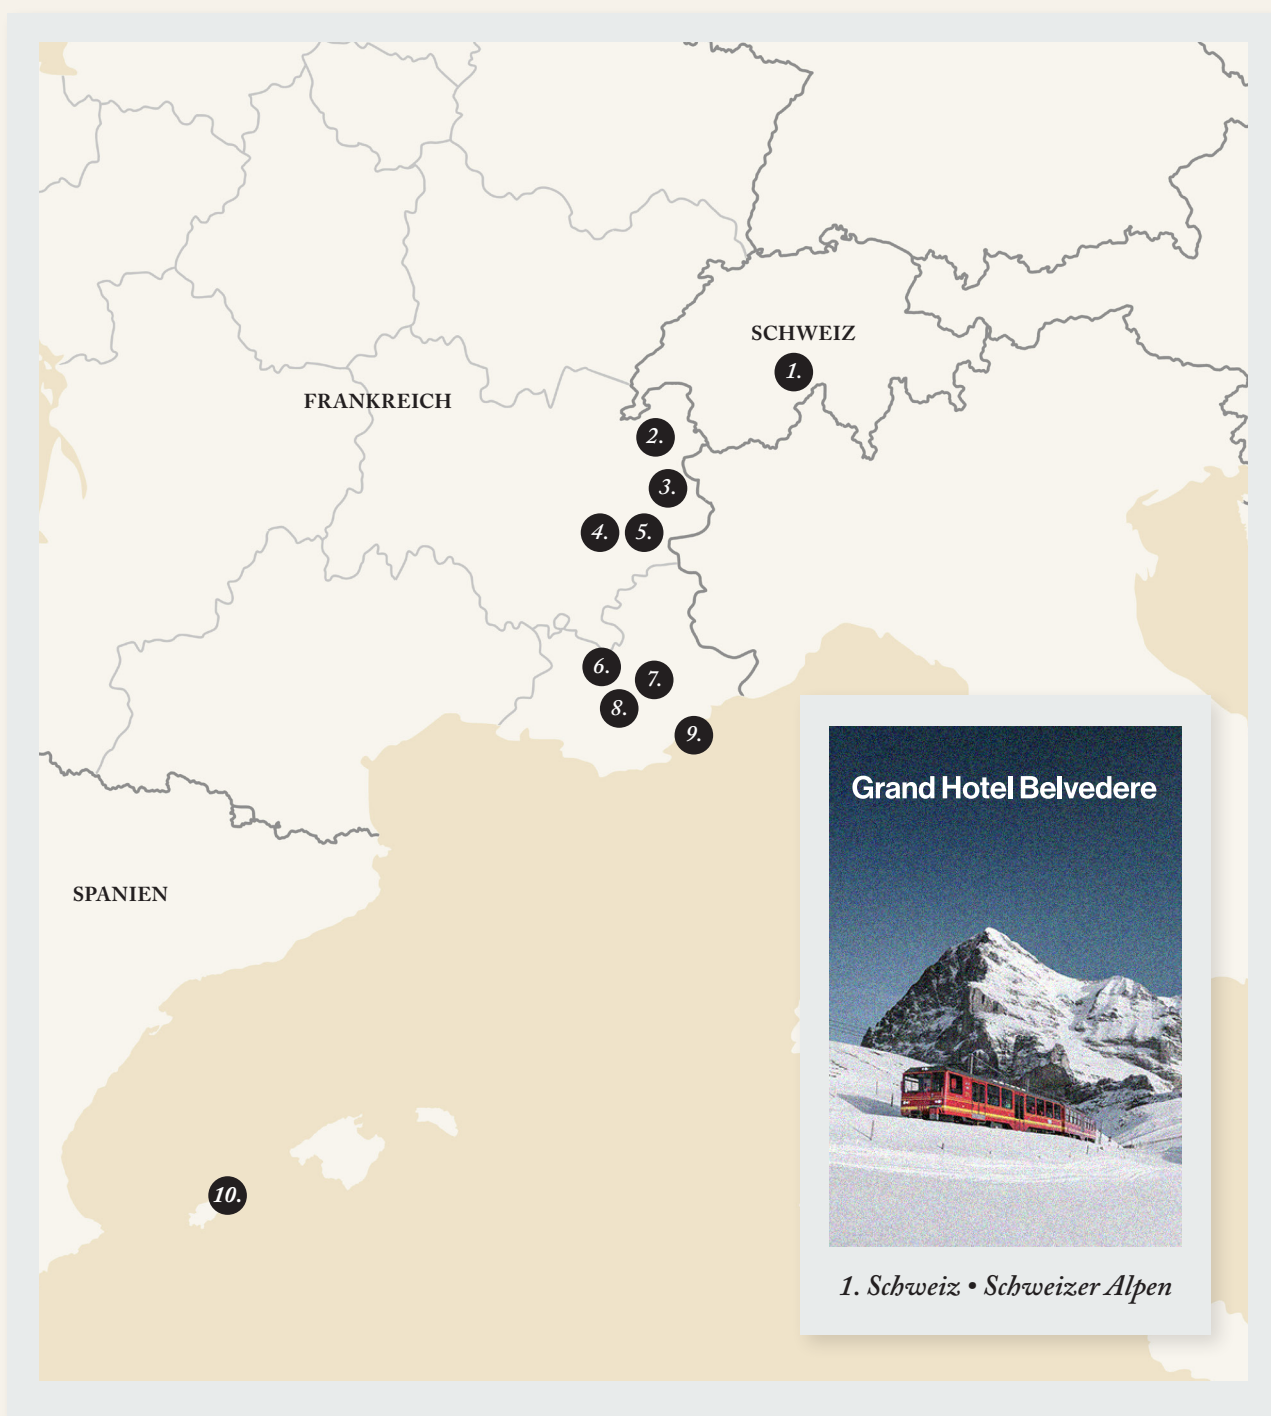 SCHWEIZ
1.
FRANKREICH
2.
3.
4. 5.
6.
7.
8.
9.
Grand Hotel Belvedere
SPANIEN
10.
1. Schweiz • Schweizer Alpen